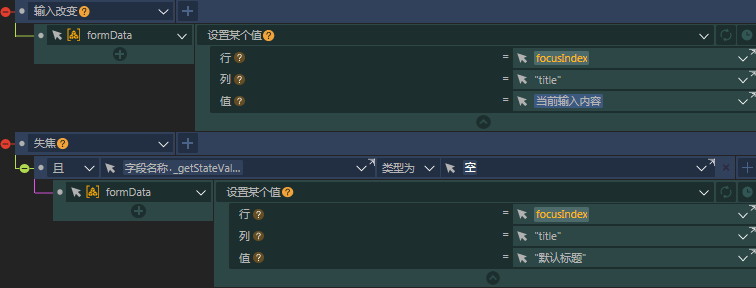 输入改变 ?
formData 设置某个值 ?
行 ? = focusIndex
列 ? = "title"
值 ? = 当前输入内容
失焦 ?
且 字段名称._getStateVal... 类型为 空
formData 设置某个值 ?
行 ? = focusIndex
列 ? = "title"
值 ? = "默认标题"